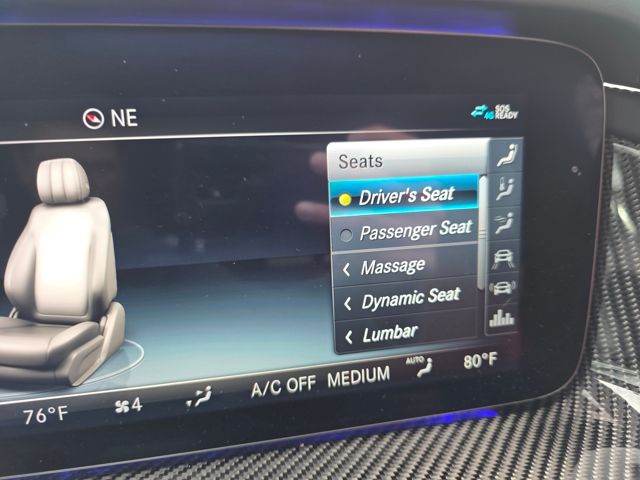 NE
4G
SOS
READY
Seats
Driver's Seat
Passenger Seat
Massage
Dynamic Seat
Lumbar
76°F
4
A/C OFF
MEDIUM
AUTO
80°F